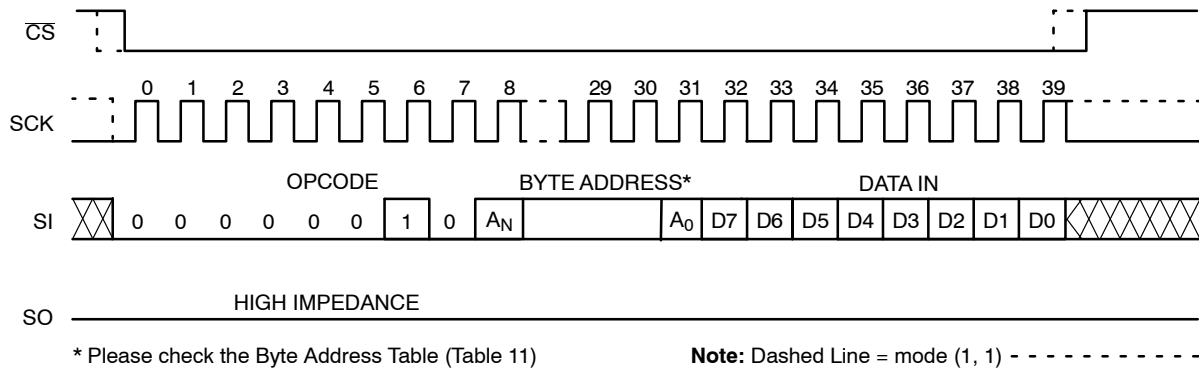 CS
0 1 2 3 4 5 6 7 8 29 30 31 32 33 34 35 36 37 38 39
SCK
OPCODE BYTE ADDRESS* DATA IN
SI 0 0 0 0 0 0 1 0 AN A0 D7 D6 D5 D4 D3 D2 D1 D0
HIGH IMPEDANCE
SO
* Please check the Byte Address Table (Table 11) Note: Dashed Line = mode (1, 1)